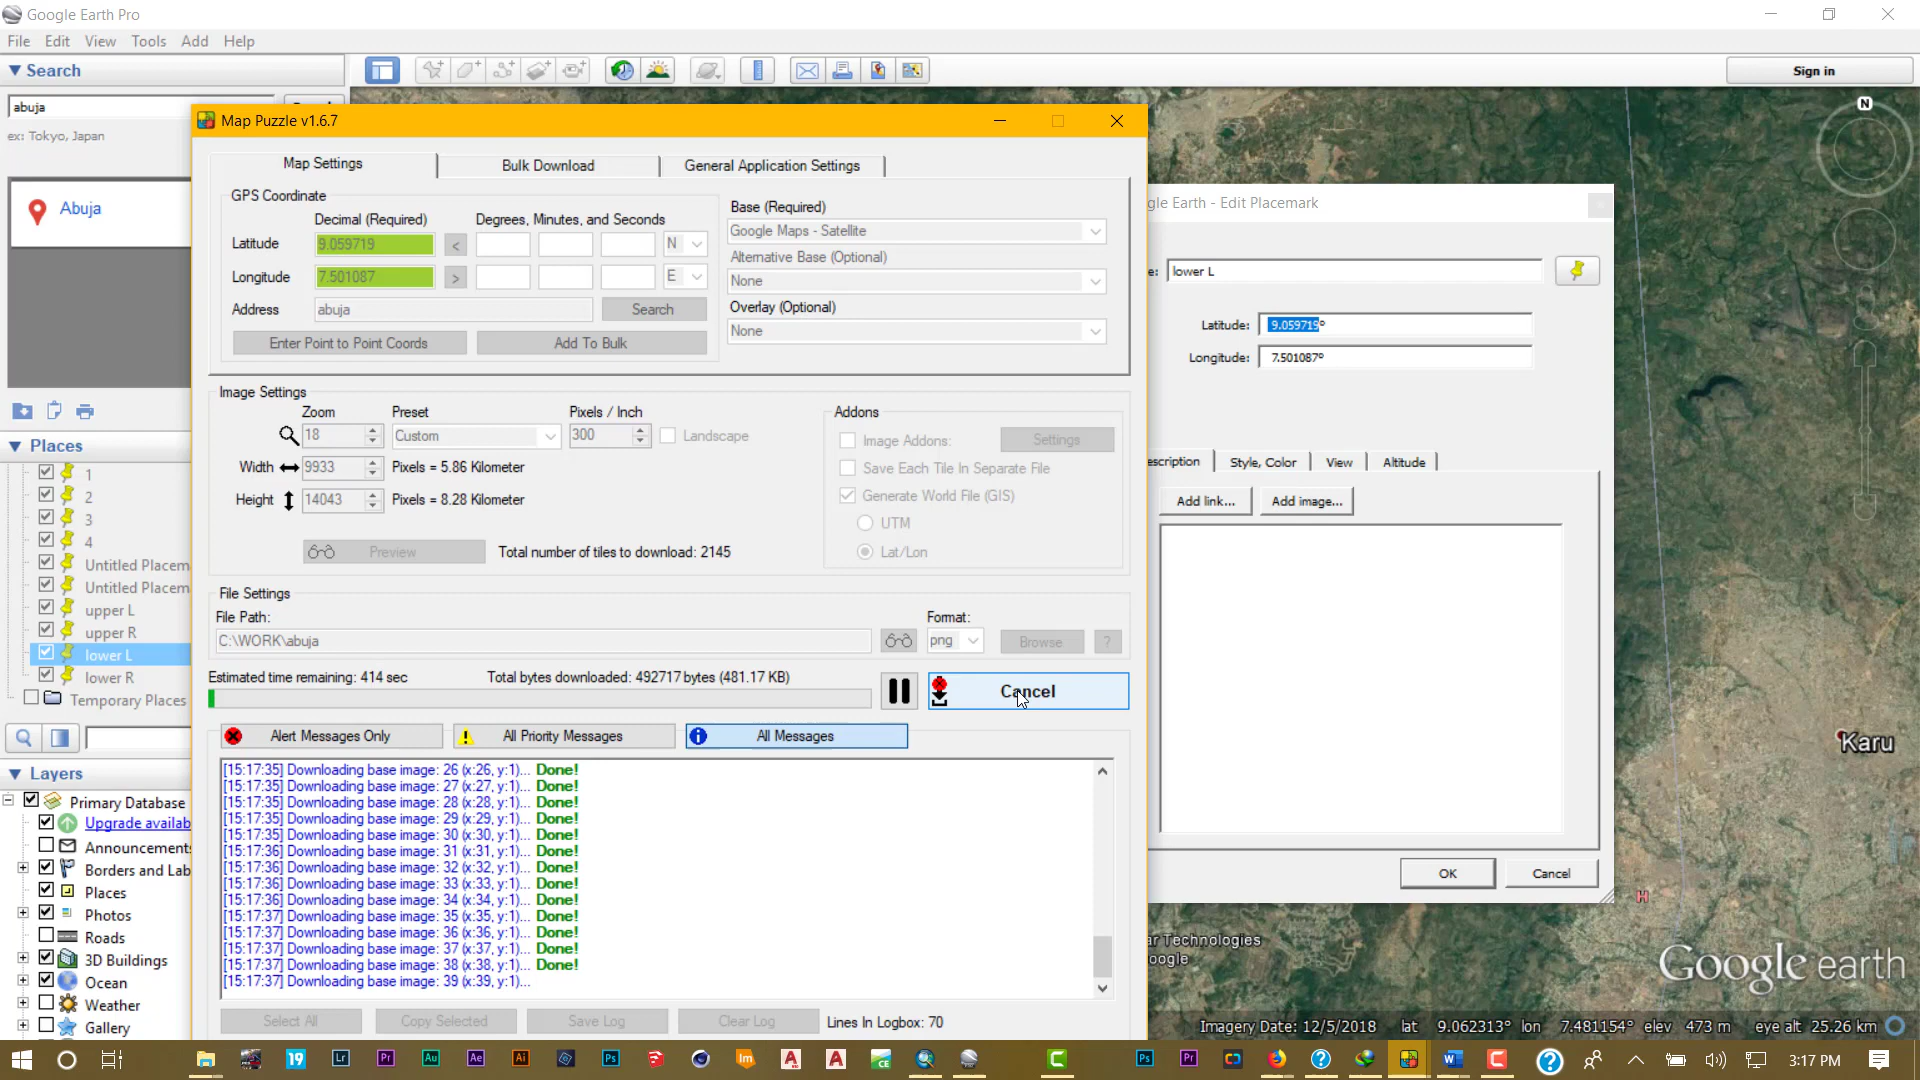 Google Earth Pro
File Edit View Tools Add Help
Search
Sign in
abuja
ex: Tokyo, Japan
Abuja
Places
1
2
3
4
Untitled Placem
Untitled Placem
upper L
upper R
lower L
lower R
Temporary Places
Layers
Primary Database
Upgrade availab
Announcements
Borders and Lab
Places
Photos
Roads
3D Buildings
Ocean
Weather
Gallery
Map Puzzle v1.6.7
Map Settings Bulk Download General Application Settings
GPS Coordinate
Decimal (Required) Degrees, Minutes, and Seconds
Latitude 9.059719 < N
Longitude 7.501087 > E
Address abuja Search
Enter Point to Point Coords Add To Bulk
Base (Required)
Google Maps - Satellite
Alternative Base (Optional)
None
Overlay (Optional)
None
Image Settings
Zoom Preset Pixels / Inch
18 Custom 300 Landscape
Width 9933 Pixels = 5.86 Kilometer
Height 14043 Pixels = 8.28 Kilometer
Preview Total number of tiles to download: 2145
Addons
Image Addons: Settings
Save Each Tile In Separate File
Generate World File (GIS)
UTM
Lat/Lon
File Settings
File Path: Format:
C:\WORK\abuja png Browse ?
Estimated time remaining: 414 sec Total bytes downloaded: 492717 bytes (481.17 KB)
Cancel
Alert Messages Only All Priority Messages All Messages
[15:17:35] Downloading base image: 26 (x:26, y:1)... Done!
[15:17:35] Downloading base image: 27 (x:27, y:1)... Done!
[15:17:35] Downloading base image: 28 (x:28, y:1)... Done!
[15:17:35] Downloading base image: 29 (x:29, y:1)... Done!
[15:17:35] Downloading base image: 30 (x:30, y:1)... Done!
[15:17:36] Downloading base image: 31 (x:31, y:1)... Done!
[15:17:36] Downloading base image: 32 (x:32, y:1)... Done!
[15:17:36] Downloading base image: 33 (x:33, y:1)... Done!
[15:17:36] Downloading base image: 34 (x:34, y:1)... Done!
[15:17:37] Downloading base image: 35 (x:35, y:1)... Done!
[15:17:37] Downloading base image: 36 (x:36, y:1)... Done!
[15:17:37] Downloading base image: 37 (x:37, y:1)... Done!
[15:17:37] Downloading base image: 38 (x:38, y:1)... Done!
[15:17:37] Downloading base image: 39 (x:39, y:1)...
Select All Copy Selected Save Log Clear Log Lines In Logbox: 70
gle Earth - Edit Placemark
e: lower L
Latitude: 9.059719°
Longitude: 7.501087°
escription Style, Color View Altitude
Add link... Add image...
OK Cancel
N
Karu
H
ar Technologies
oogle
Google earth
Imagery Date: 12/5/2018 lat 9.062313° lon 7.481154° elev 473 m eye alt 25.26 km
19 Lr Pr Au Ae Ai Ps Im A A Ps Pr W C
3:17 PM